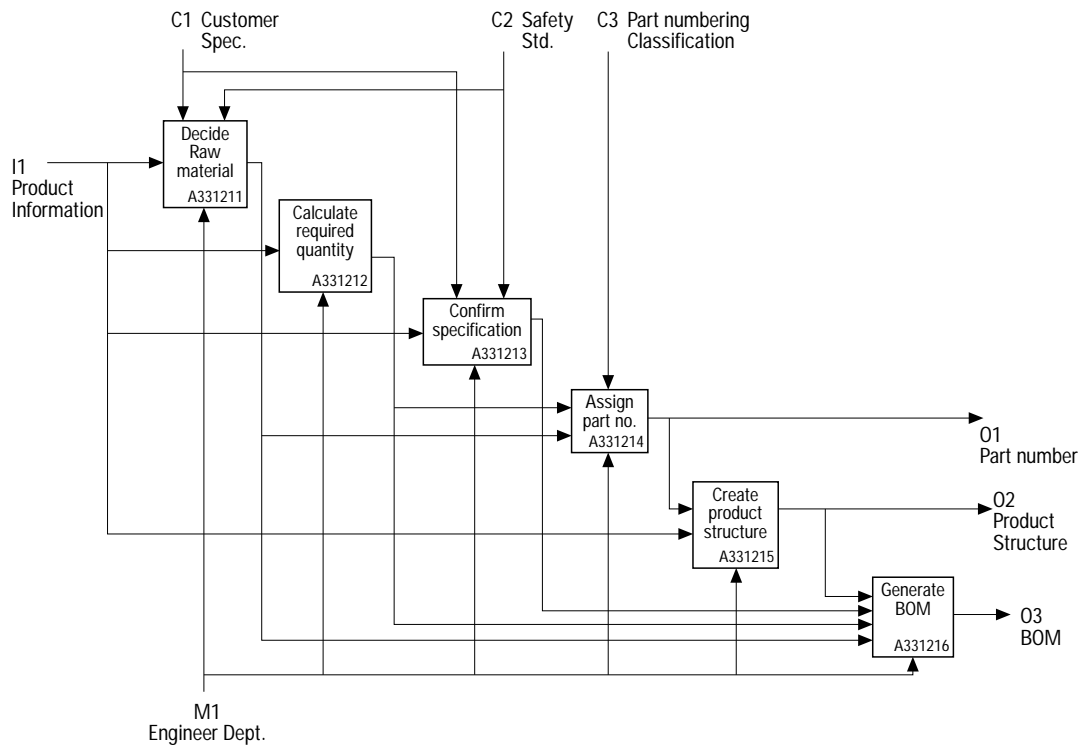 C1 Customer
Spec.
C2 Safety
Std.
C3 Part numbering
Classification
Decide
Raw
material
A331211
I1
Product
Information
Calculate
required
quantity
A331212
Confirm
specification
A331213
Assign
part no.
A331214
O1
Part number
Create
product
structure
A331215
O2
Product
Structure
Generate
BOM
A331216
O3
BOM
M1
Engineer Dept.